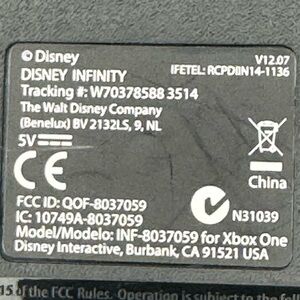 © Disney
V12.07
DISNEY INFINITY
IFETEL: RCPDIIN14-1136
Tracking #: W70378588 3514
The Walt Disney Company
(Benelux) BV 2132LS, 9, NL
5V
CE
China
FCC ID: QOF-8037059
IC: 10749A-8037059
N31039
Model/Modelo: INF-8037059 for Xbox One
Disney Interactive, Burbank, CA 91521 USA
15 of the FCC Rules. Operation is subject to the